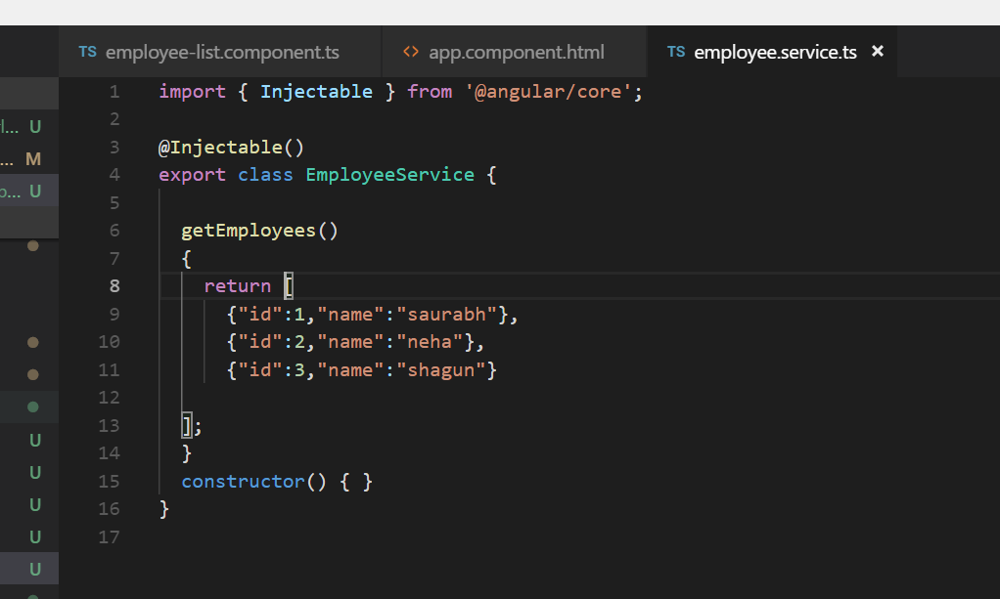 TS employee-list.component.ts <> app.component.html TS employee.service.ts ×
1 import { Injectable } from '@angular/core';
2
3 @Injectable()
4 export class EmployeeService {
5
6 getEmployees()
7 {
8 return [
9 {"id":1,"name":"saurabh"},
10 {"id":2,"name":"neha"},
11 {"id":3,"name":"shagun"}
12
13 ];
14 }
15 constructor() { }
16 }
17
... U
... M
... U
U
U
U
U
U